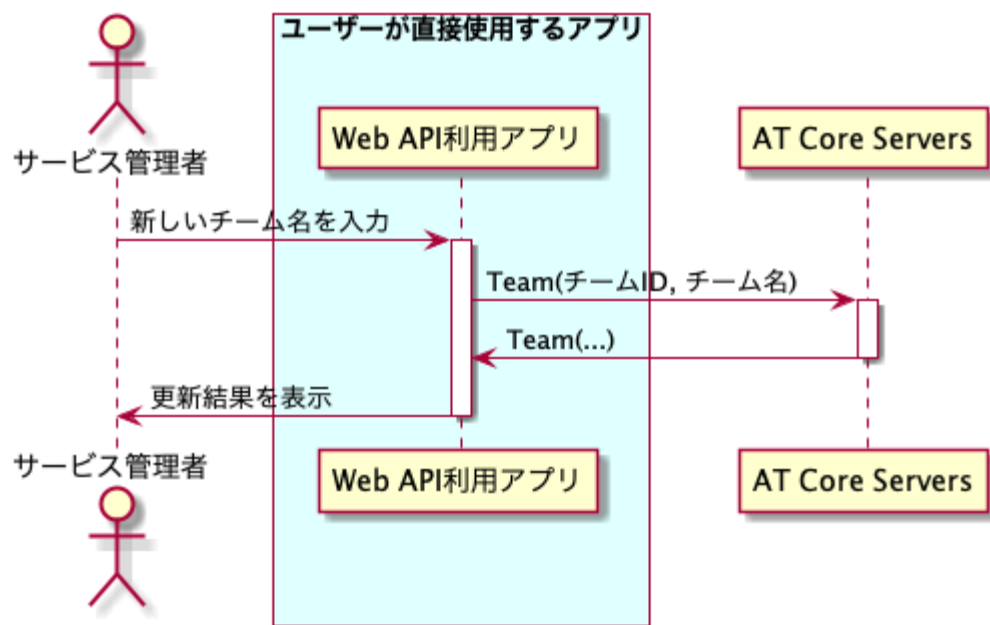 ユーザーが直接使用するアプリ
サービス管理者
Web API利用アプリ
AT Core Servers
新しいチーム名を入力
Team(チームID, チーム名)
Team(...)
更新結果を表示
サービス管理者
Web API利用アプリ
AT Core Servers